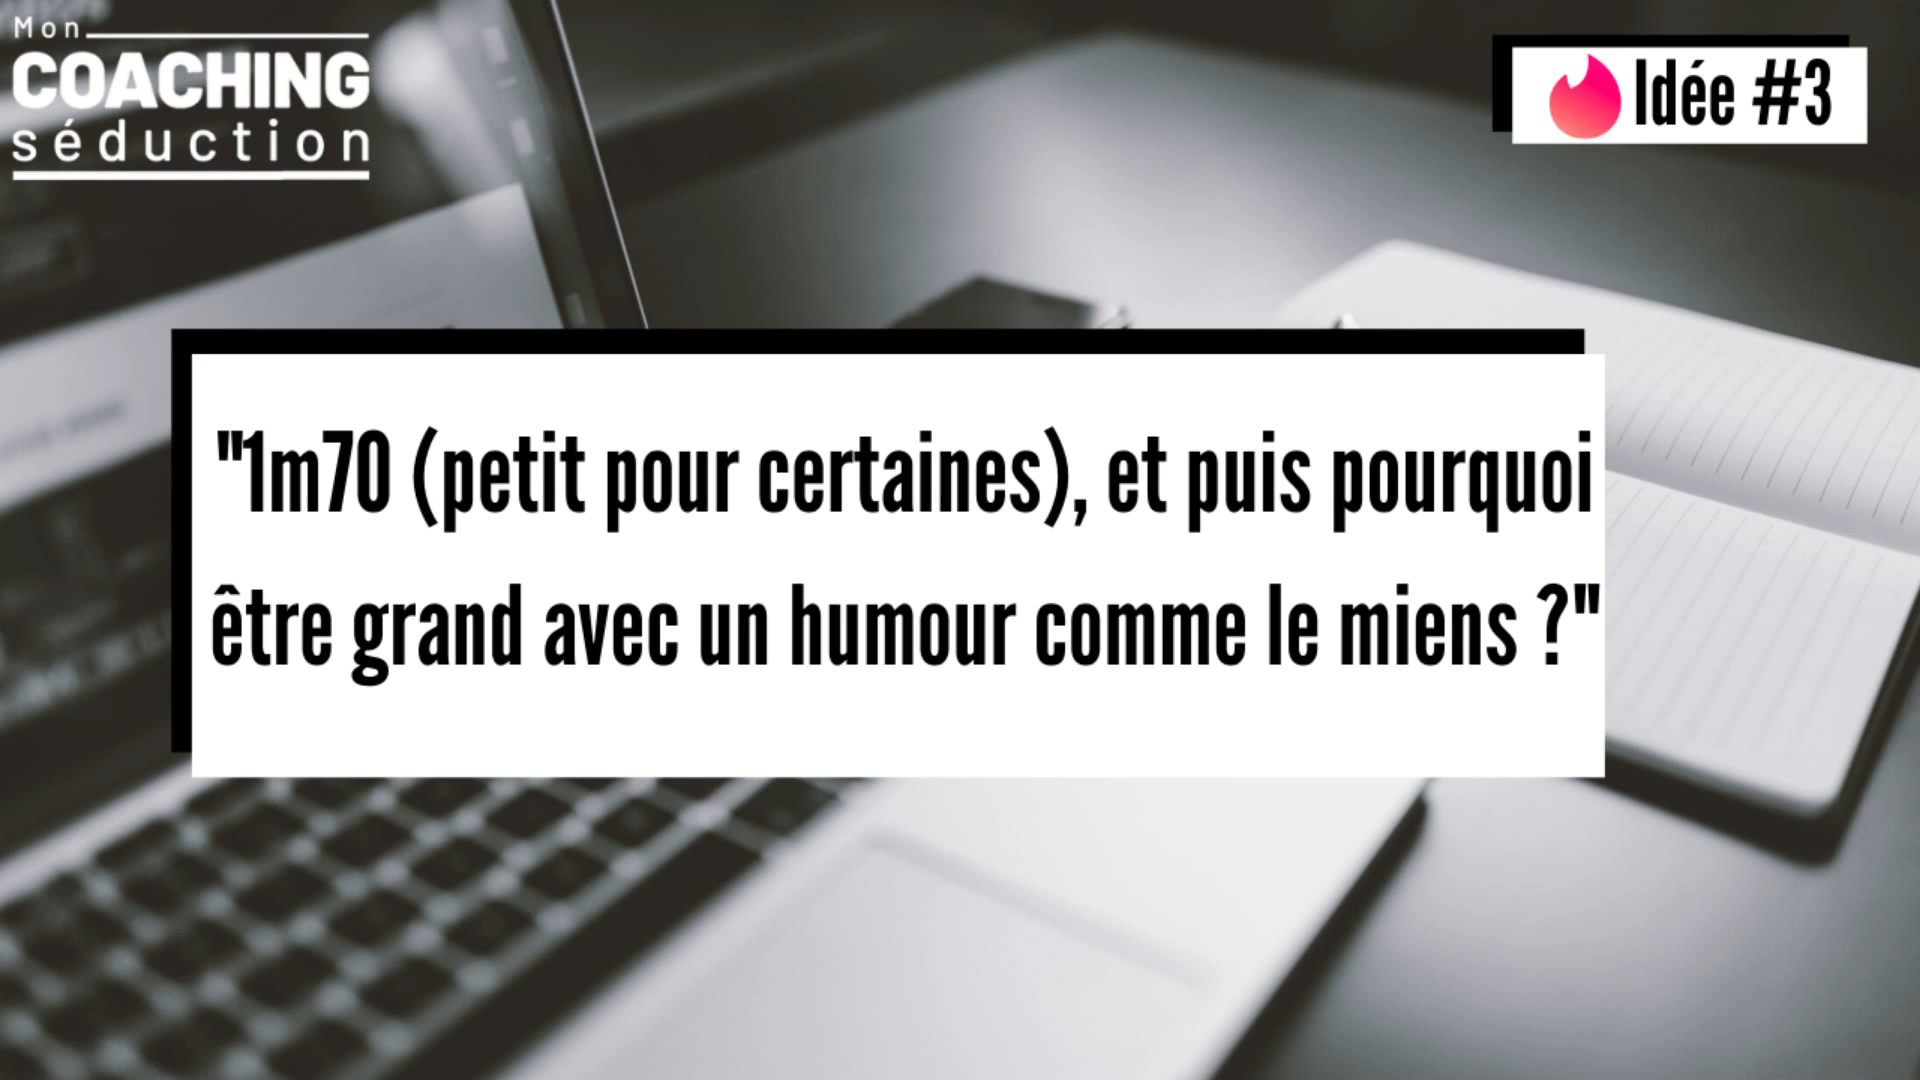 Mon
COACHING
séduction
Idée #3
"1m70 (petit pour certaines), et puis pourquoi
être grand avec un humour comme le miens ?"